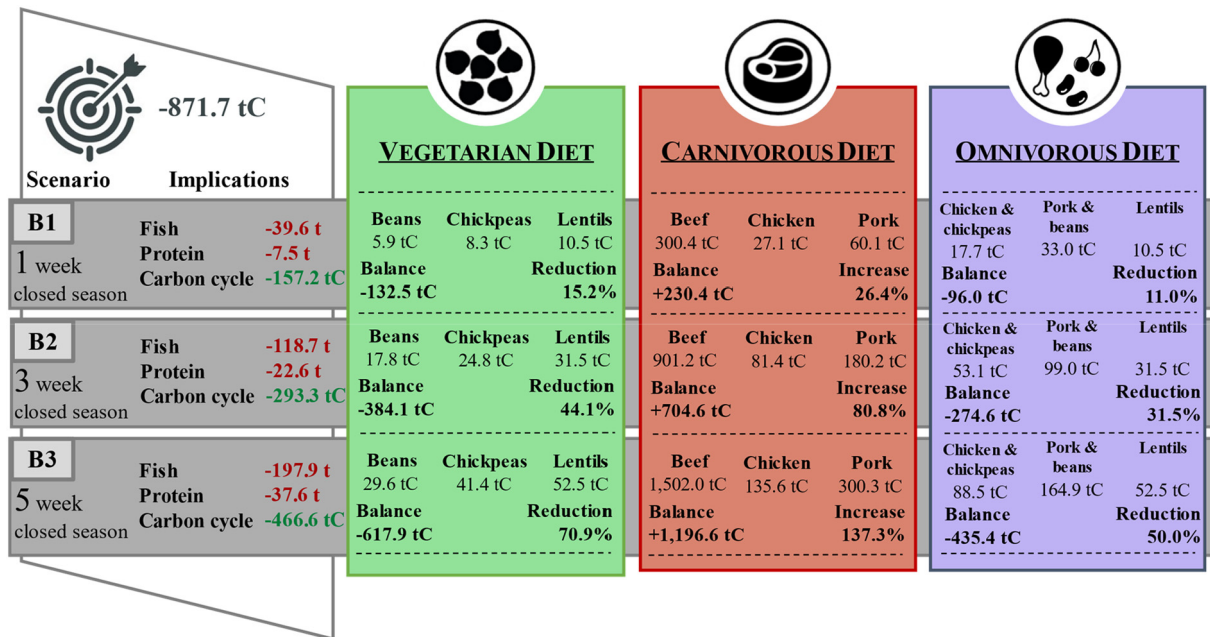 -871.7 tC
Scenario Implications
VEGETARIAN DIET
CARNIVOROUS DIET
OMNIVOROUS DIET
B1
1 week
closed season
Fish -39.6 t
Protein -7.5 t
Carbon cycle -157.2 tC
Beans Chickpeas Lentils
5.9 tC 8.3 tC 10.5 tC
Balance Reduction
-132.5 tC 15.2%
Beef Chicken Pork
300.4 tC 27.1 tC 60.1 tC
Balance Increase
+230.4 tC 26.4%
Chicken & Pork & Lentils
chickpeas beans
17.7 tC 33.0 tC 10.5 tC
Balance Reduction
-96.0 tC 11.0%
B2
3 week
closed season
Fish -118.7 t
Protein -22.6 t
Carbon cycle -293.3 tC
Beans Chickpeas Lentils
17.8 tC 24.8 tC 31.5 tC
Balance Reduction
-384.1 tC 44.1%
Beef Chicken Pork
901.2 tC 81.4 tC 180.2 tC
Balance Increase
+704.6 tC 80.8%
Chicken & Pork & Lentils
chickpeas beans
53.1 tC 99.0 tC 31.5 tC
Balance Reduction
-274.6 tC 31.5%
B3
5 week
closed season
Fish -197.9 t
Protein -37.6 t
Carbon cycle -466.6 tC
Beans Chickpeas Lentils
29.6 tC 41.4 tC 52.5 tC
Balance Reduction
-617.9 tC 70.9%
Beef Chicken Pork
1,502.0 tC 135.6 tC 300.3 tC
Balance Increase
+1,196.6 tC 137.3%
Chicken & Pork & Lentils
chickpeas beans
88.5 tC 164.9 tC 52.5 tC
Balance Reduction
-435.4 tC 50.0%